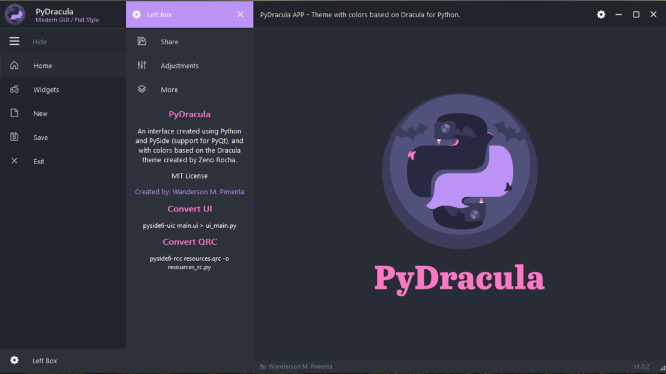 PyDracula
Modern GUI / Flat Style
Hide
Home
Widgets
New
Save
Exit
Left Box
Left Box
Share
Adjustments
More
PyDracula
An interface created using Python
and PySide (support for PyQt), and
with colors based on the Dracula
theme created by Zeno Rocha.
MIT License
Created by: Wanderson M. Pimenta
Convert UI
pyside6-uic main.ui > ui_main.py
Convert QRC
pyside6-rcc resources.qrc -o
resources_rc.py
PyDracula APP - Theme with colors based on Dracula for Python.
PyDracula
By: Wanderson M. Pimenta
v1.0.2